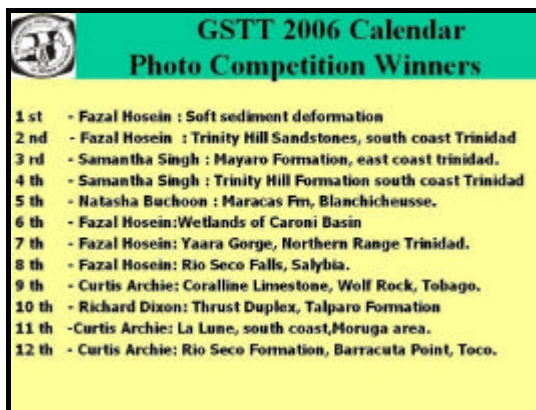 GSTT 2006 Calendar
Photo Competition Winners
1 st - Fazal Hosein : Soft sediment deformation
2 nd - Fazal Hosein : Trinity Hill Sandstones, south coast Trinidad
3 rd - Samantha Singh : Mayaro Formation, east coast trinidad.
4 th - Samantha Singh : Trinity Hill Formation south coast Trinidad
5 th - Natasha Buchoon : Maracas Fm, Blanchicheusse.
6 th - Fazal Hosein:Wetlands of Caroni Basin
7 th - Fazal Hosein: Yaara Gorge, Northern Range Trinidad.
8 th - Fazal Hosein: Rio Seco Falls, Salybia.
9 th - Curtis Archie: Coralline Limestone, Wolf Rock, Tobago.
10 th - Richard Dixon: Thrust Duplex, Talparo Formation
11 th -Curtis Archie: La Lune, south coast,Moruga area.
12 th - Curtis Archie: Rio Seco Formation, Barracuta Point, Toco.